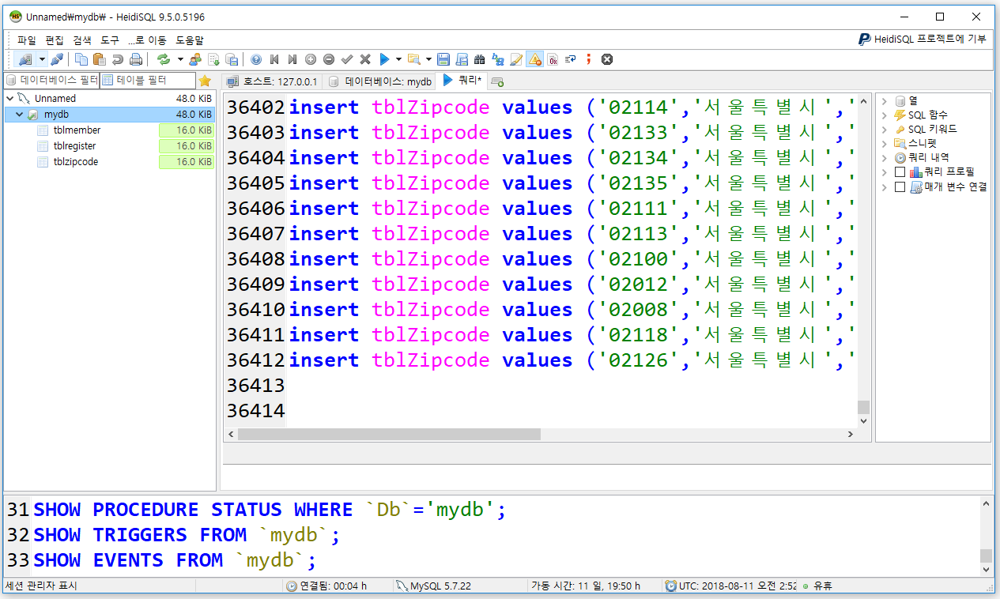 Unnamed₩mydb₩ - HeidiSQL 9.5.0.5196
파일 편집 검색 도구 ...로 이동 도움말
HeidiSQL 프로젝트에 기부
데이터베이스 필터 테이블 필터
호스트: 127.0.0.1 데이터베이스: mydb 쿼리*
Unnamed 48.0 KiB
mydb 48.0 KiB
tblmember 16.0 KiB
tblregister 16.0 KiB
tblzipcode 16.0 KiB
36402 insert tblZipcode values ('02114','서울특별시','
36403 insert tblZipcode values ('02133','서울특별시','
36404 insert tblZipcode values ('02134','서울특별시','
36405 insert tblZipcode values ('02135','서울특별시','
36406 insert tblZipcode values ('02111','서울특별시','
36407 insert tblZipcode values ('02113','서울특별시','
36408 insert tblZipcode values ('02100','서울특별시','
36409 insert tblZipcode values ('02012','서울특별시','
36410 insert tblZipcode values ('02008','서울특별시','
36411 insert tblZipcode values ('02118','서울특별시','
36412 insert tblZipcode values ('02126','서울특별시','
36413
36414
열
SQL 함수
SQL 키워드
스니펫
쿼리 내역
쿼리 프로필
매개 변수 연결
31 SHOW PROCEDURE STATUS WHERE `Db`='mydb';
32 SHOW TRIGGERS FROM `mydb`;
33 SHOW EVENTS FROM `mydb`;
세션 관리자 표시 연결됨: 00:04 h MySQL 5.7.22 가동 시간: 11 일, 19:50 h UTC: 2018-08-11 오전 2:52 유휴